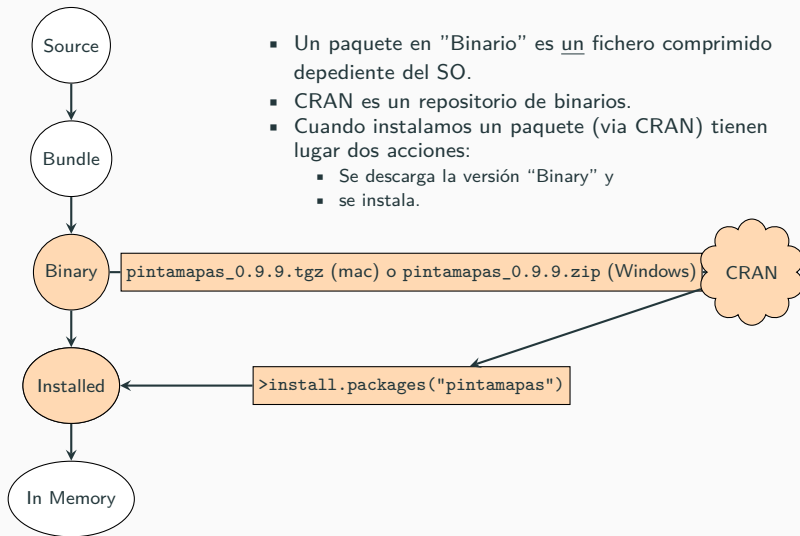 Source
▪ Un paquete en "Binario" es un fichero comprimido
depediente del SO.
▪ CRAN es un repositorio de binarios.
▪ Cuando instalamos un paquete (via CRAN) tienen
lugar dos acciones:
▪ Se descarga la versión “Binary” y
▪ se instala.
Bundle
Binary
pintamapas_0.9.9.tgz (mac) o pintamapas_0.9.9.zip (Windows)
CRAN
Installed
>install.packages("pintamapas")
In Memory